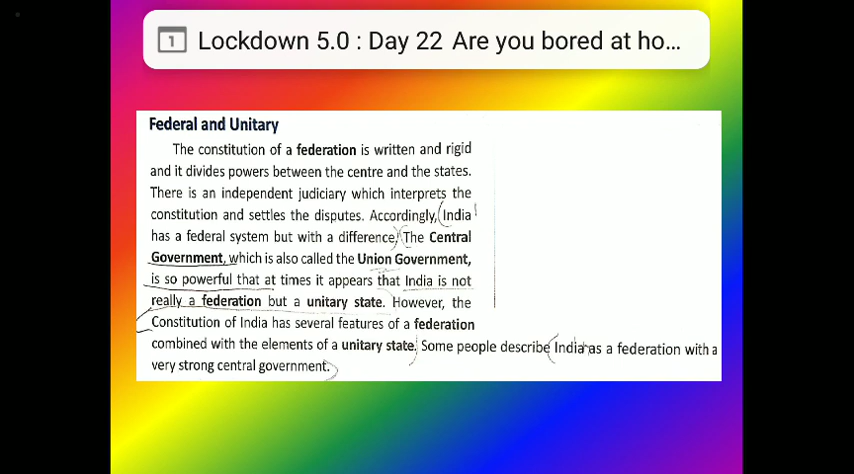 1
Lockdown 5.0 : Day 22 Are you bored at ho...
Federal and Unitary
The constitution of a federation is written and rigid
and it divides powers between the centre and the states.
There is an independent judiciary which interprets the
constitution and settles the disputes. Accordingly, India
has a federal system but with a difference. The Central
Government, which is also called the Union Government,
is so powerful that at times it appears that India is not
really a federation but a unitary state. However, the
Constitution of India has several features of a federation
combined with the elements of a unitary state. Some people describe India as a federation with a
very strong central government.